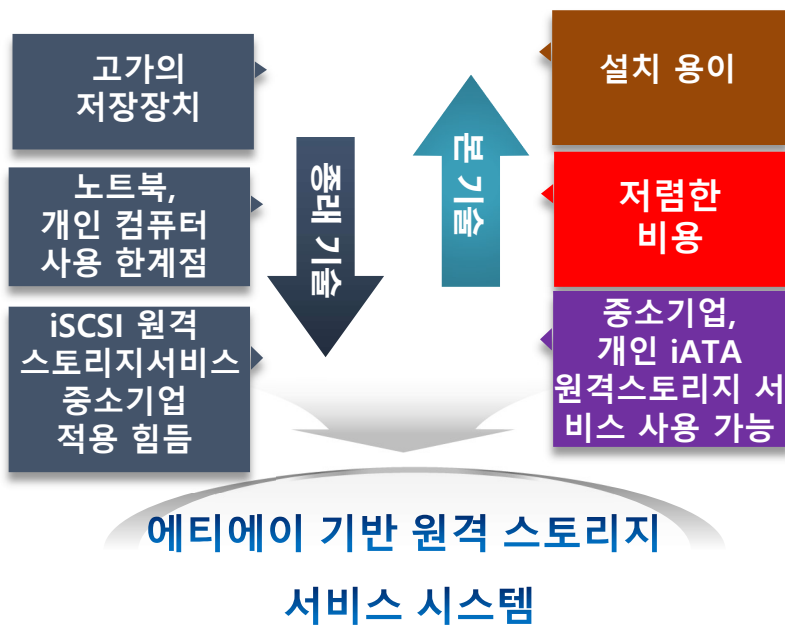 고가의
저장장치
노트북,
개인 컴퓨터
사용 한계점
iSCSI 원격
스토리지서비스
중소기업
적용 힘듬
종래 기술
본 기술
설치 용이
저렴한
비용
중소기업,
개인 iATA
원격스토리지 서
비스 사용 가능
에티에이 기반 원격 스토리지
서비스 시스템